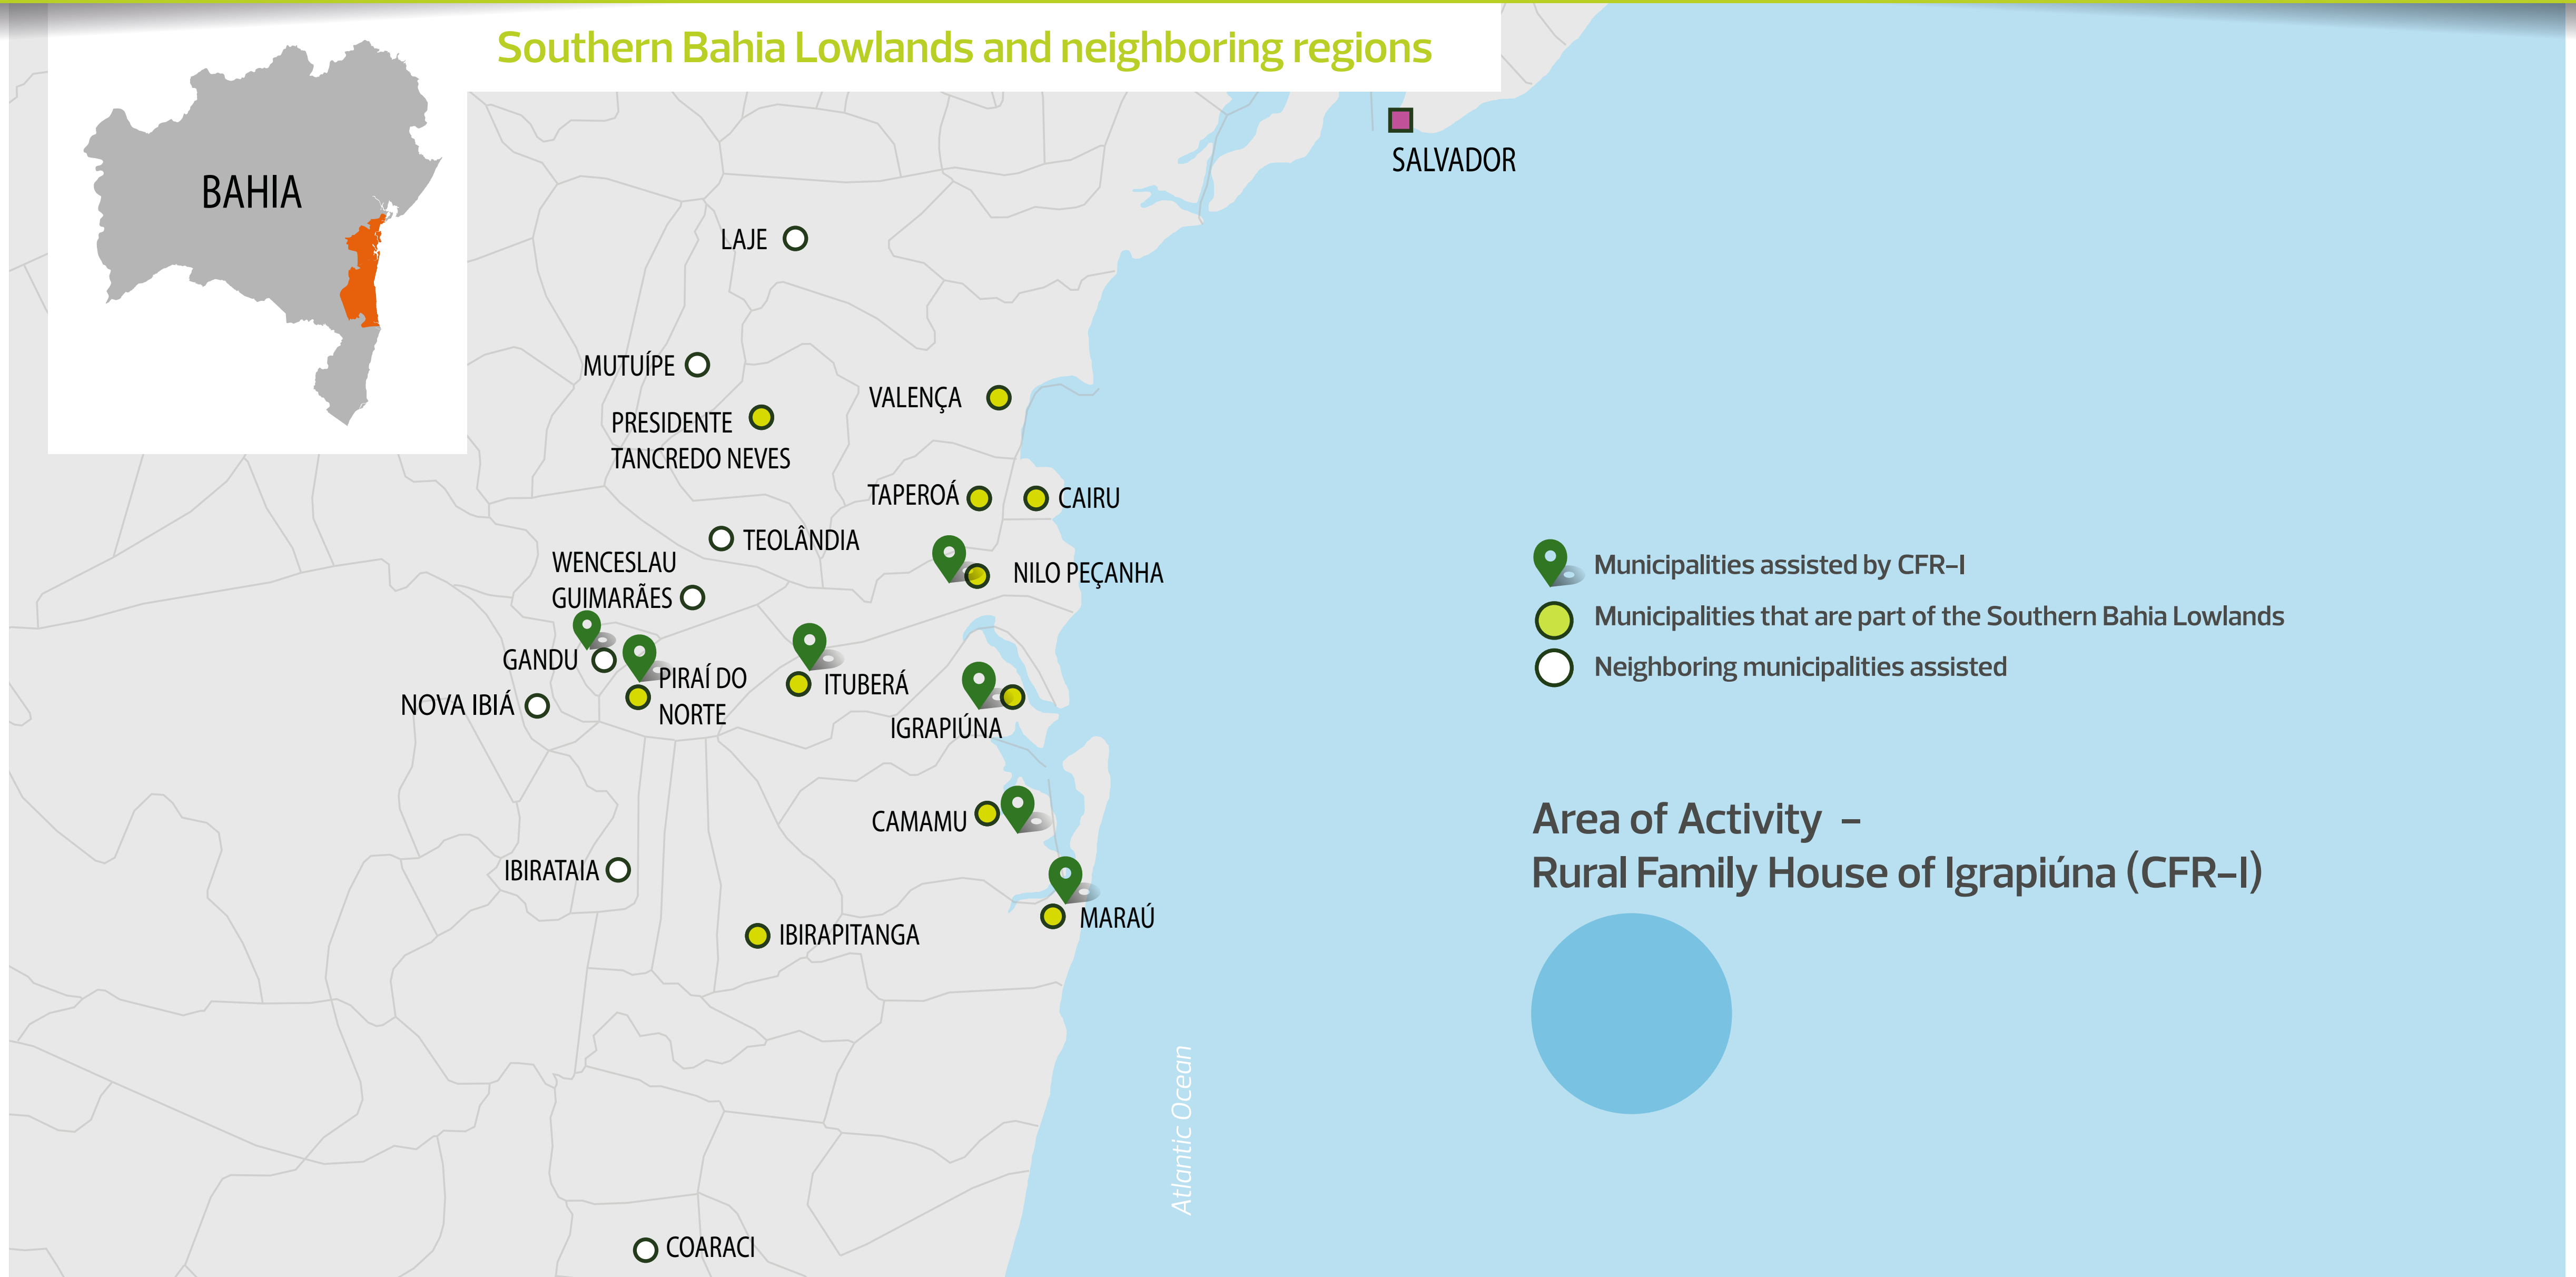 Southern Bahia Lowlands and neighboring regions
BAHIA
SALVADOR
LAJE
MUTUÍPE
VALENÇA
PRESIDENTE
TANCREDO NEVES
TAPEROÁ
CAIRU
TEOLÂNDIA
WENCESLAU
GUIMARÃES
NILO PEÇANHA
GANDU
PIRAÍ DO
NORTE
ITUBERÁ
NOVA IBIÁ
IGRAPIÚNA
CAMAMU
IBIRATAIA
MARAÚ
IBIRAPITANGA
COARACI
Atlantic Ocean
Municipalities assisted by CFR-I
Municipalities that are part of the Southern Bahia Lowlands
Neighboring municipalities assisted
Area of Activity –
Rural Family House of Igrapiúna (CFR-I)